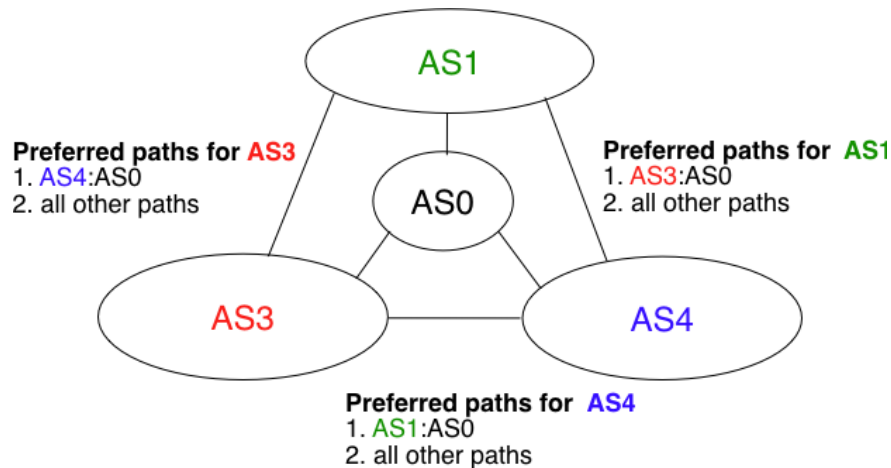 AS1
Preferred paths for AS3
1. AS4:AS0
2. all other paths
Preferred paths for AS1
1. AS3:AS0
2. all other paths
AS0
AS3
AS4
Preferred paths for AS4
1. AS1:AS0
2. all other paths